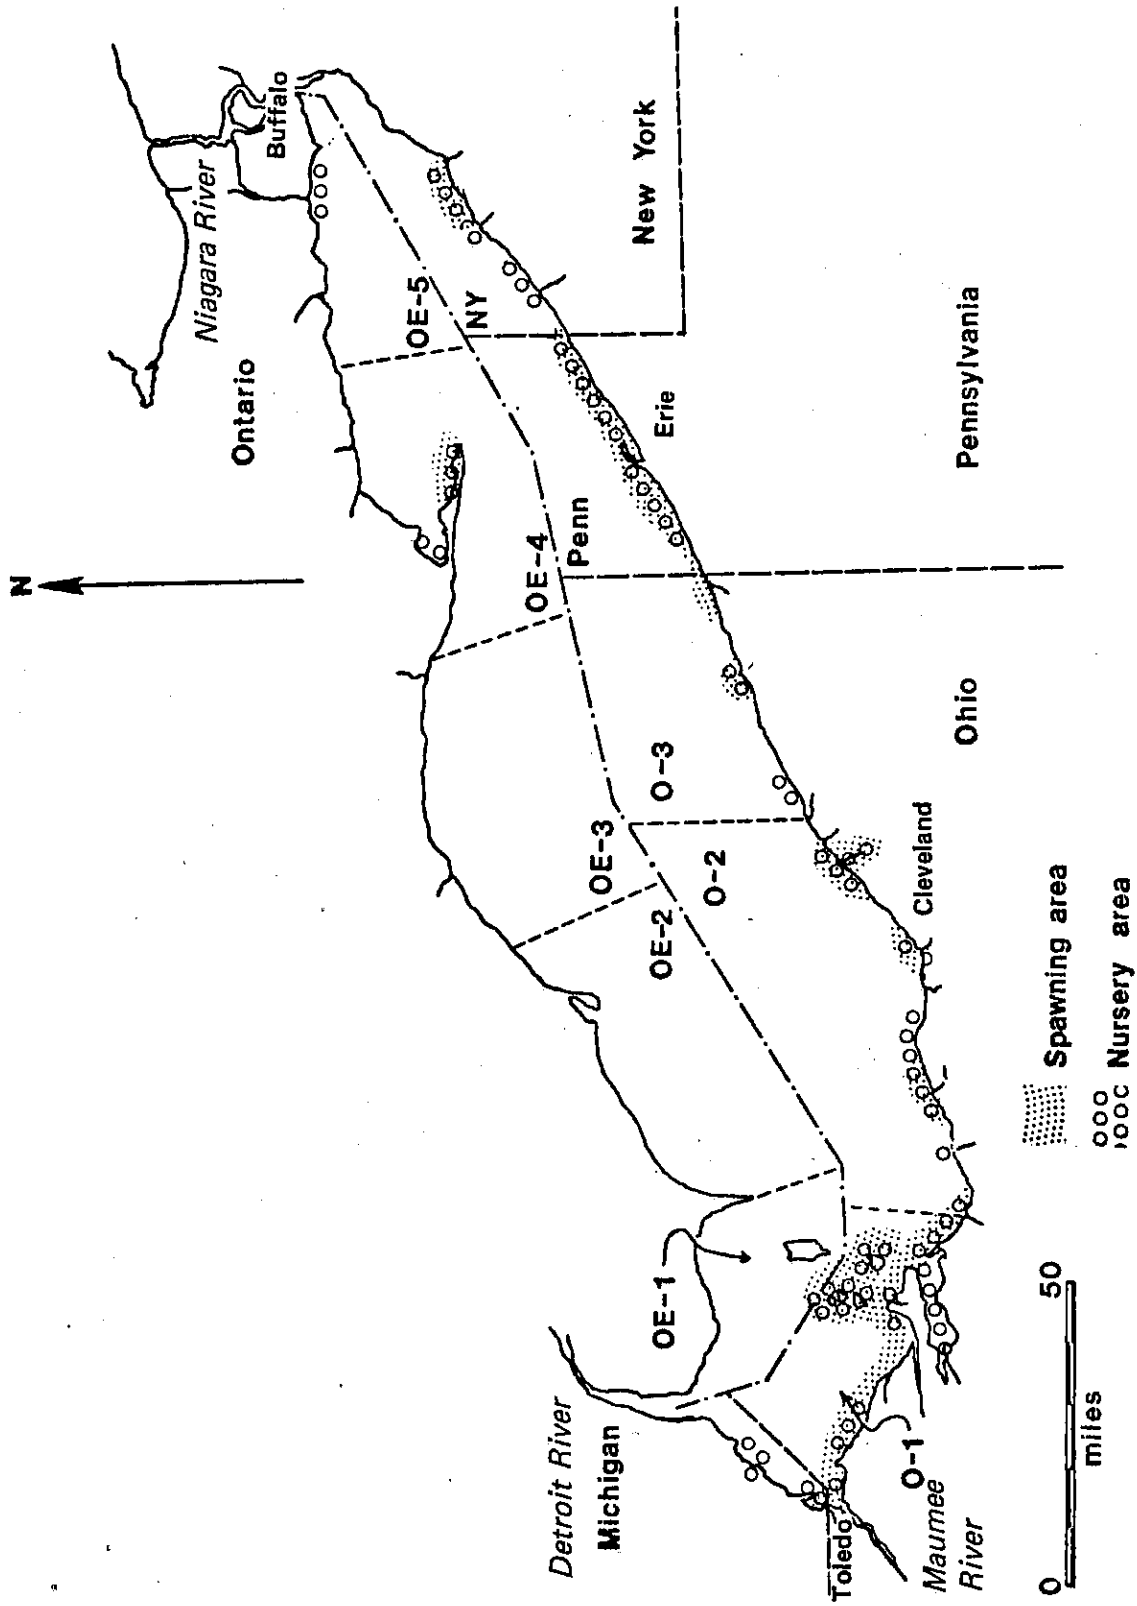 N
Niagara River
Buffalo
Ontario
New York
OE-5
NY
Erie
Pennsylvania
Penn
OE-4
O-3
Ohio
OE-3
O-2
OE-2
Cleveland
OE-1
Detroit River
Michigan
Toledo
O-1
Maumee
River
0 50
miles
Spawning area
Nursery area